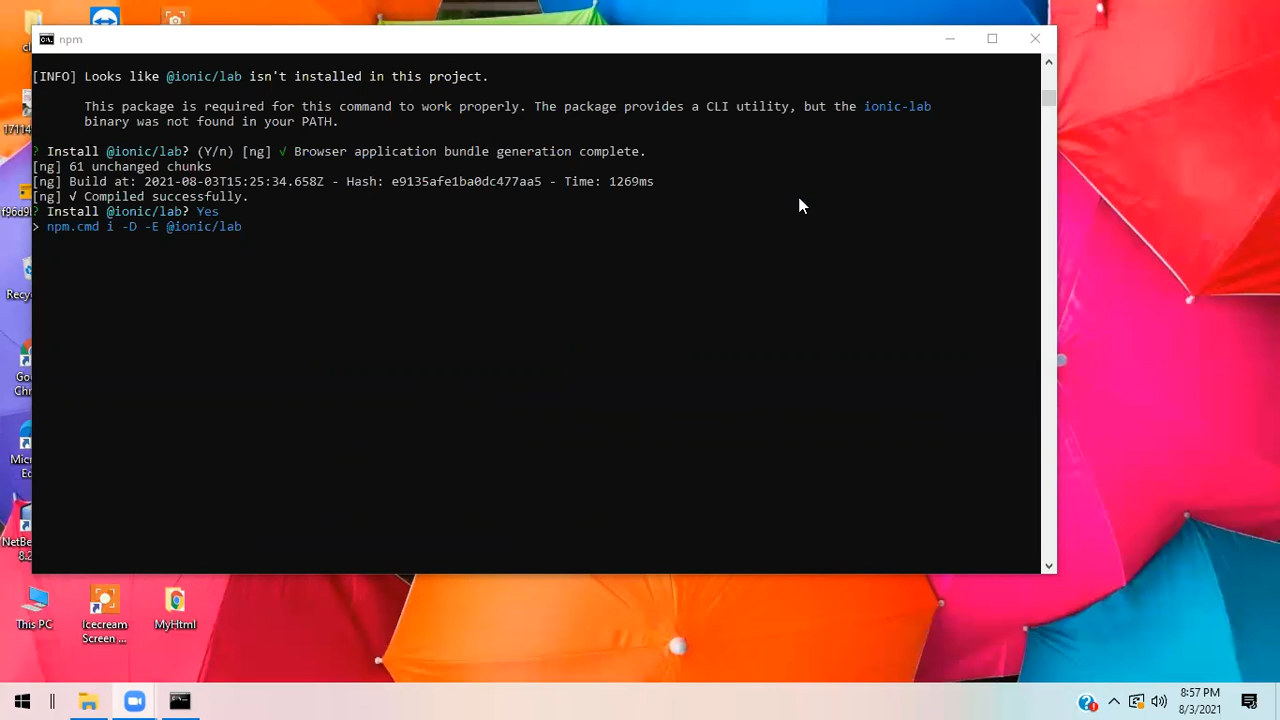 npm
[INFO] Looks like @ionic/lab isn't installed in this project.
This package is required for this command to work properly. The package provides a CLI utility, but the ionic-lab
binary was not found in your PATH.
? Install @ionic/lab? (Y/n) [ng] √ Browser application bundle generation complete.
[ng] 61 unchanged chunks
[ng] Build at: 2021-08-03T15:25:34.658Z - Hash: e9135afe1ba0dc477aa5 - Time: 1269ms
[ng] √ Compiled successfully.
? Install @ionic/lab? Yes
> npm.cmd i -D -E @ionic/lab
This PC
Icecream
Screen ...
MyHtml
8:57 PM
8/3/2021